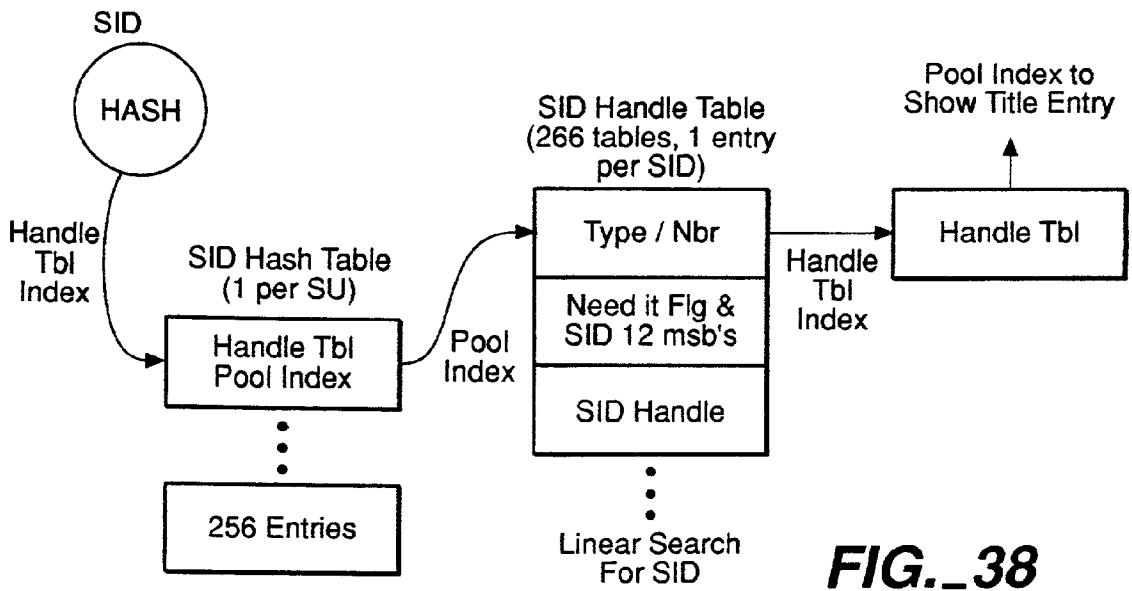 SID
HASH
Handle
Tbl
Index
SID Hash Table
(1 per SU)
Handle Tbl
Pool Index
256 Entries
Pool
Index
SID Handle Table
(266 tables, 1 entry
per SID)
Type / Nbr
Need it Flg &
SID 12 msb's
SID Handle
Linear Search
For SID
Handle
Tbl
Index
Pool Index to
Show Title Entry
Handle Tbl
FIG._38